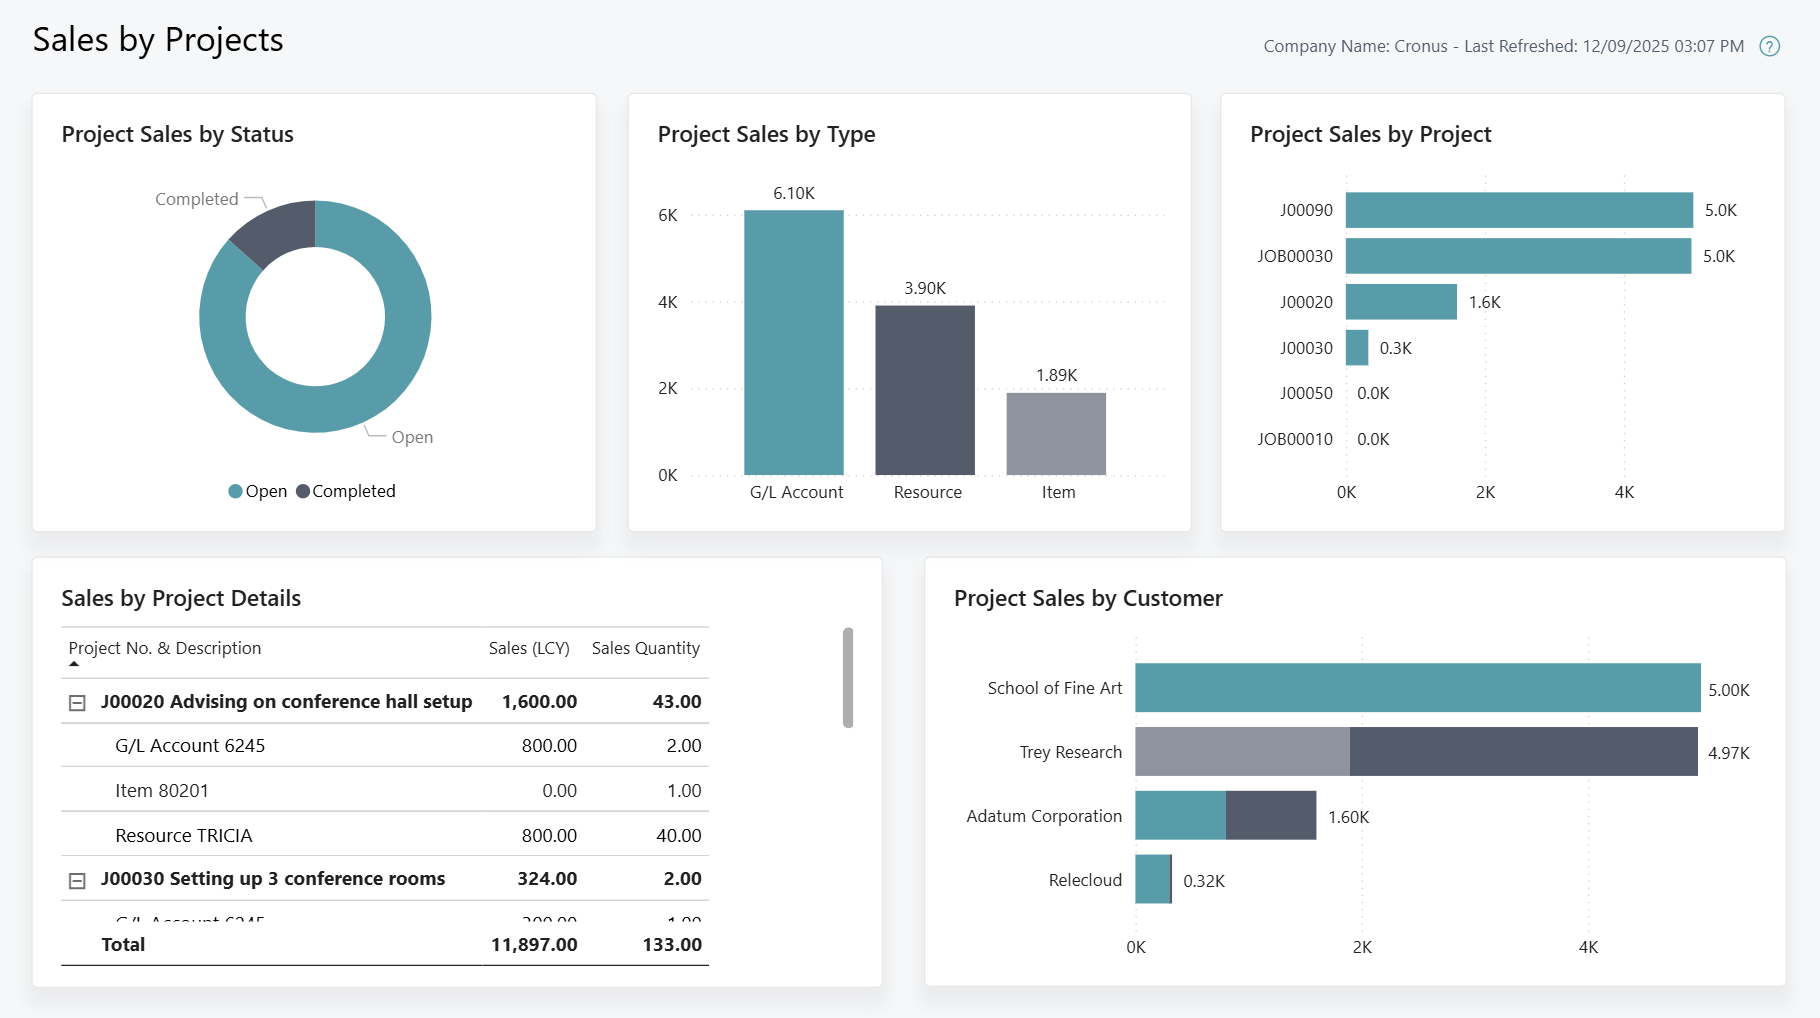 Sales by Projects
Company Name: Cronus - Last Refreshed: 12/09/2025 03:07 PM ?
Project Sales by Status
Completed
Open
Open Completed
Project Sales by Type
6.10K
6K
3.90K
4K
1.89K
2K
0K
G/L Account Resource Item
Project Sales by Project
J00090 5.0K
JOB00030 5.0K
J00020 1.6K
J00030 0.3K
J00050 0.0K
JOB00010 0.0K
0K 2K 4K
Sales by Project Details
Project No. & Description Sales (LCY) Sales Quantity
J00020 Advising on conference hall setup 1,600.00 43.00
G/L Account 6245 800.00 2.00
Item 80201 0.00 1.00
Resource TRICIA 800.00 40.00
J00030 Setting up 3 conference rooms 324.00 2.00
G/L Account 6245 300.00 1.00
Total 11,897.00 133.00
Project Sales by Customer
School of Fine Art 5.00K
Trey Research 4.97K
Adatum Corporation 1.60K
Relecloud 0.32K
0K 2K 4K